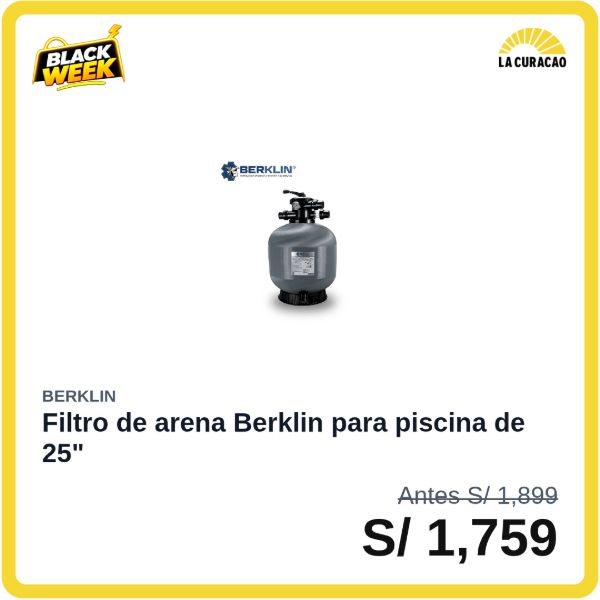 BLACK
WEEK
LA CURACAO
BERKLIN®
BERKLIN
Filtro de arena Berklin para piscina de
25"
Antes S/ 1,899
S/ 1,759